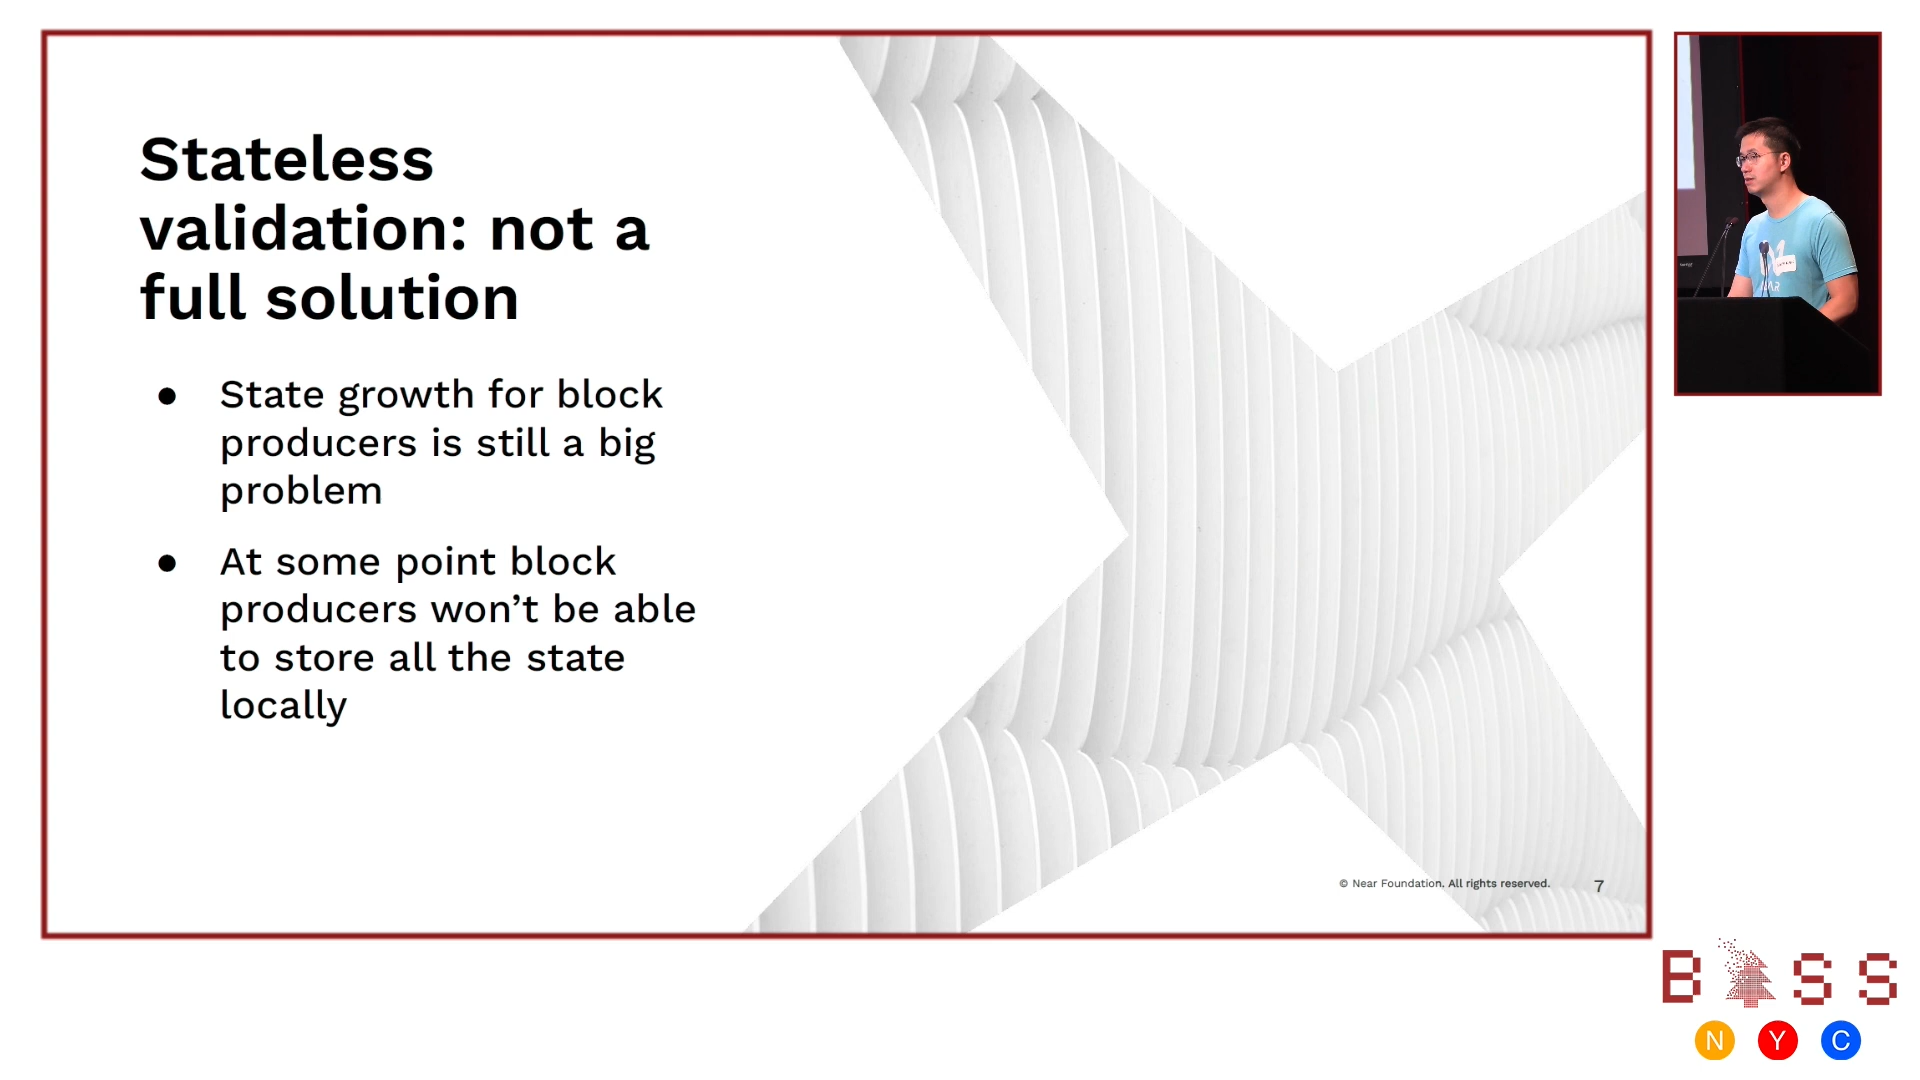 Stateless
validation: not a
full solution
● State growth for block
producers is still a big
problem
● At some point block
producers won’t be able
to store all the state
locally
© Near Foundation. All rights reserved.
7
B SS
N Y C